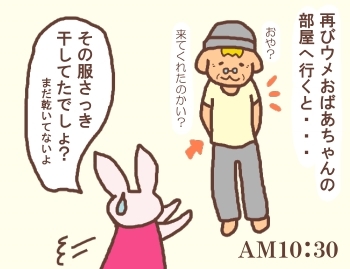 再びウメおばあちゃんの
部屋へ行くと・・・
おや？
来てくれたのかい？
その服さっき
干してたでしょ？
まだ乾いてないよ
AM10:30